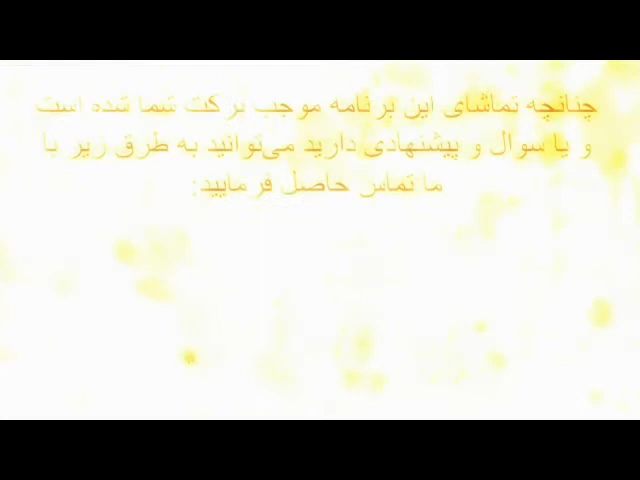 چنانچه تماشای این برنامه موجب برکت شما شده است
و یا سوال و پیشنهادی دارید می‌توانید به طرق زیر با
ما تماس حاصل فرمایید: